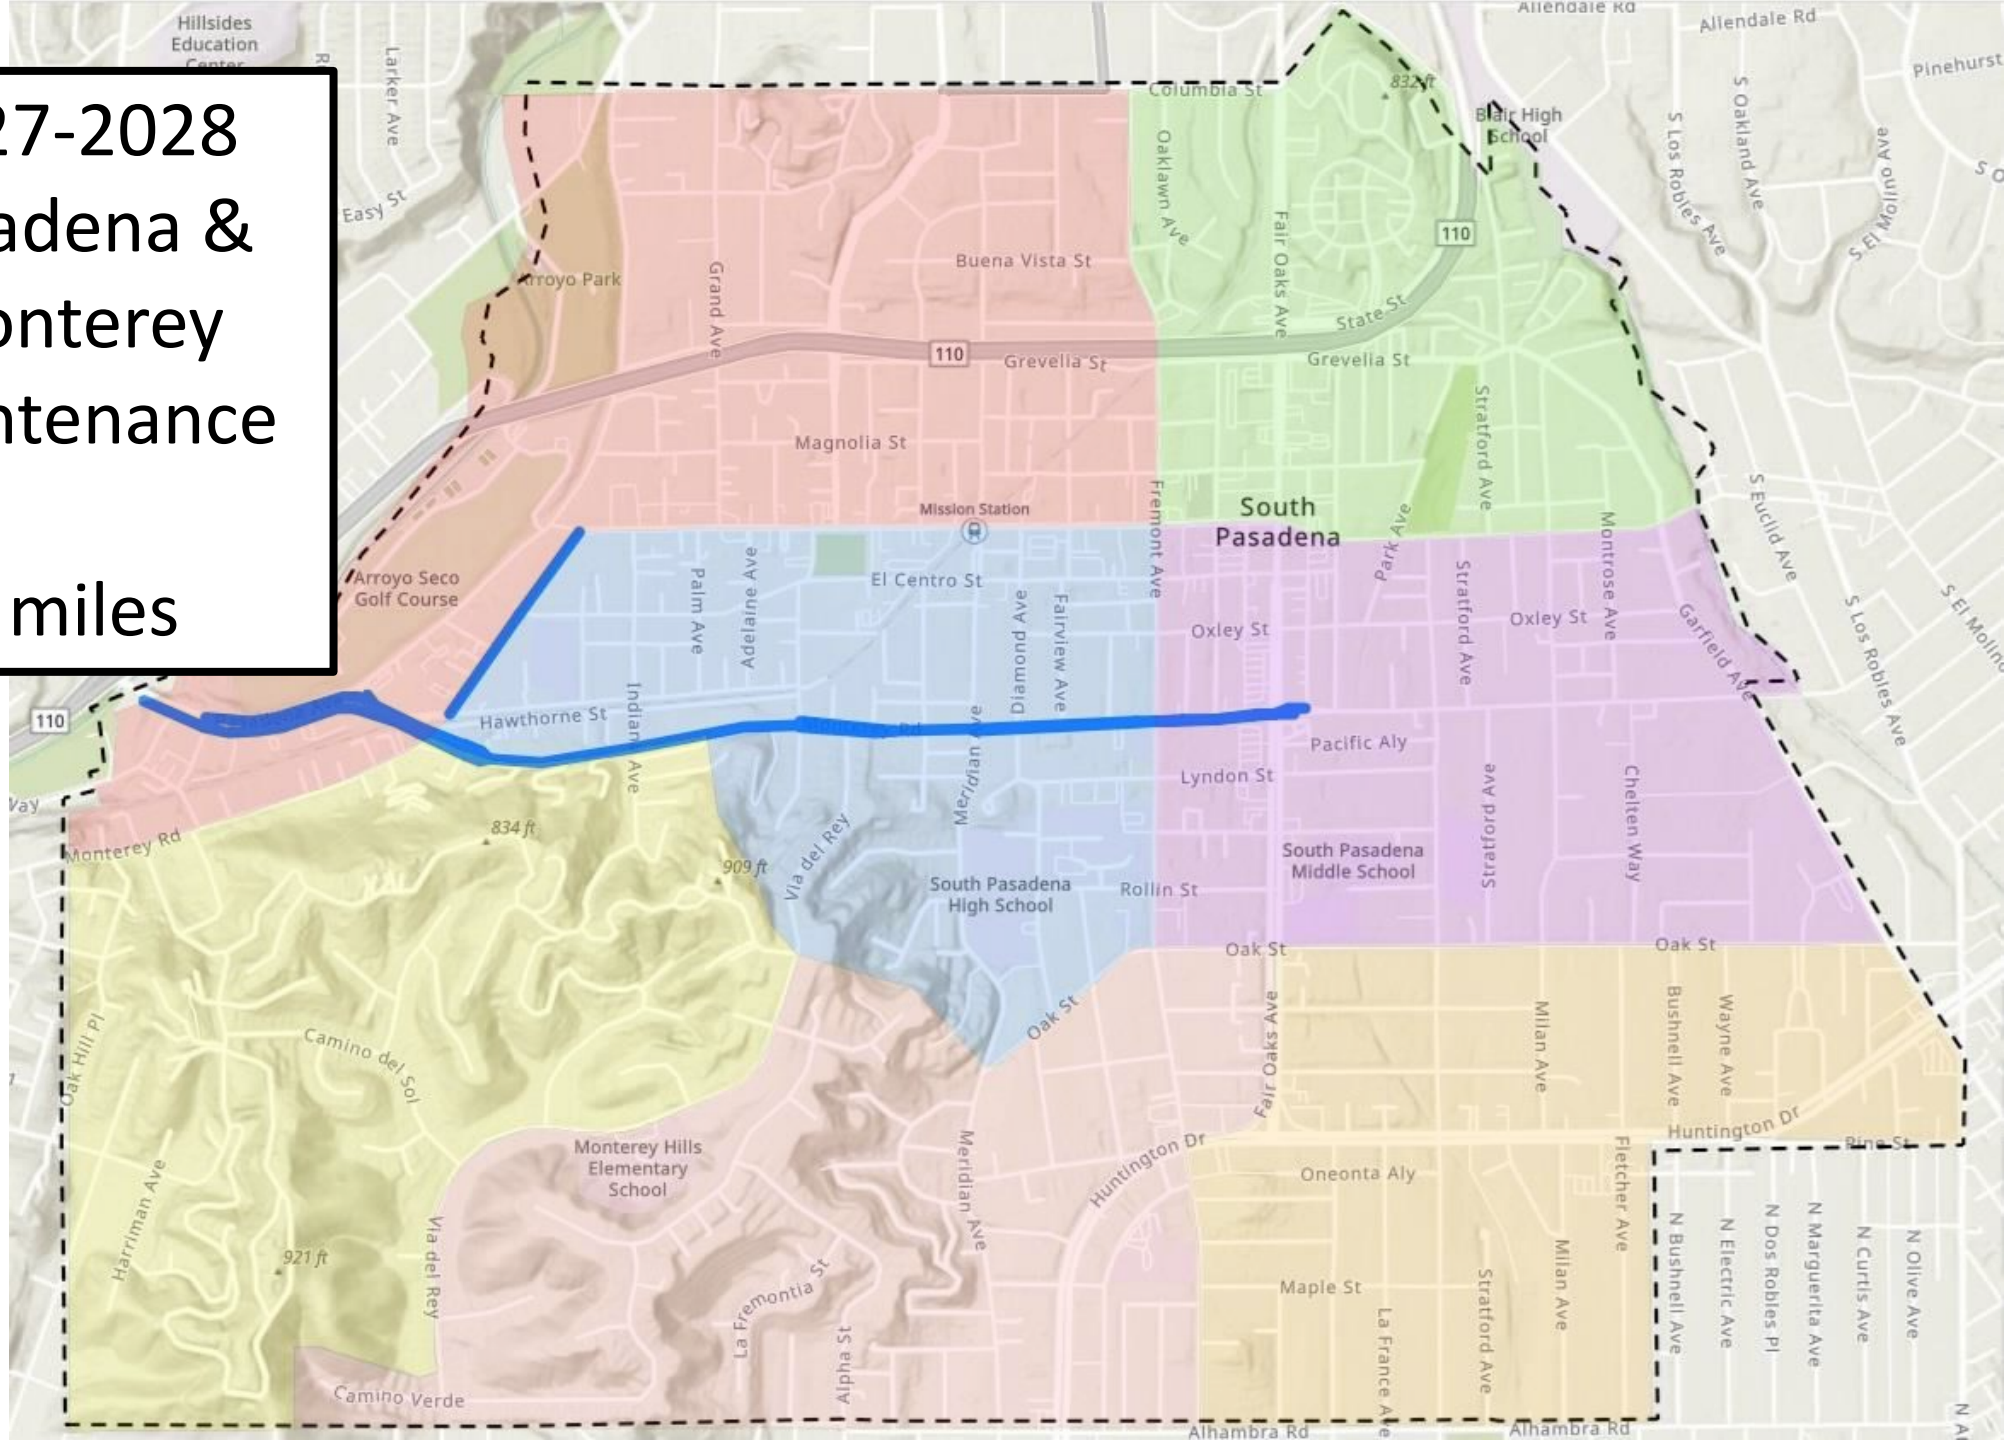 Hillsides
Education
Center
Larker Ave
Easy St
27-2028
adena &
onterey
ntenance
miles
Allendale Rd
Allendale Rd
Pinehurst
Columbia St
832 ft
Blair High
School
S Oakland Ave
S Los Robles Ave
S El Molino Ave
Oaklawn Ave
Fair Oaks Ave
110
Buena Vista St
Arroyo Park
Grand Ave
State St
110
Grevelia St
Grevelia St
Stratford Ave
Magnolia St
Mission Station
Fremont Ave
South
Pasadena
Park Ave
Montrose Ave
S Euclid Ave
S El Molino
S Los Robles Ave
Arroyo Seco
Golf Course
Palm Ave
Adelaine Ave
El Centro St
Diamond Ave
Fairview Ave
Oxley St
Stratford Ave
Oxley St
Garfield Ave
110
Hawthorne St
Indiana Ave
Monterey Rd
Meridian Ave
Pacific Aly
Lyndon St
Stratford Ave
Chelten Way
Way
Monterey Rd
834 ft
909 ft
Via del Rey
South Pasadena
High School
Rollin St
South Pasadena
Middle School
Oak St
Oak St
Oak St
Oak Hill Pl
Camino del Sol
Fair Oaks Ave
Milan Ave
Bushnell Ave
Wayne Ave
Huntington Dr
Pine St
Monterey Hills
Elementary
School
Meridian Ave
Huntington Dr
Oneonta Aly
Fletcher Ave
Harriman Ave
921 ft
Via del Rey
La Fremontia St
Alpha St
Maple St
La France Ave
Stratford Ave
Milan Ave
N Bushnell Ave
N Electric Ave
N Dos Robles Pl
N Marguerita Ave
N Curtis Ave
N Olive Ave
Camino Verde
Alhambra Rd
Alhambra Rd